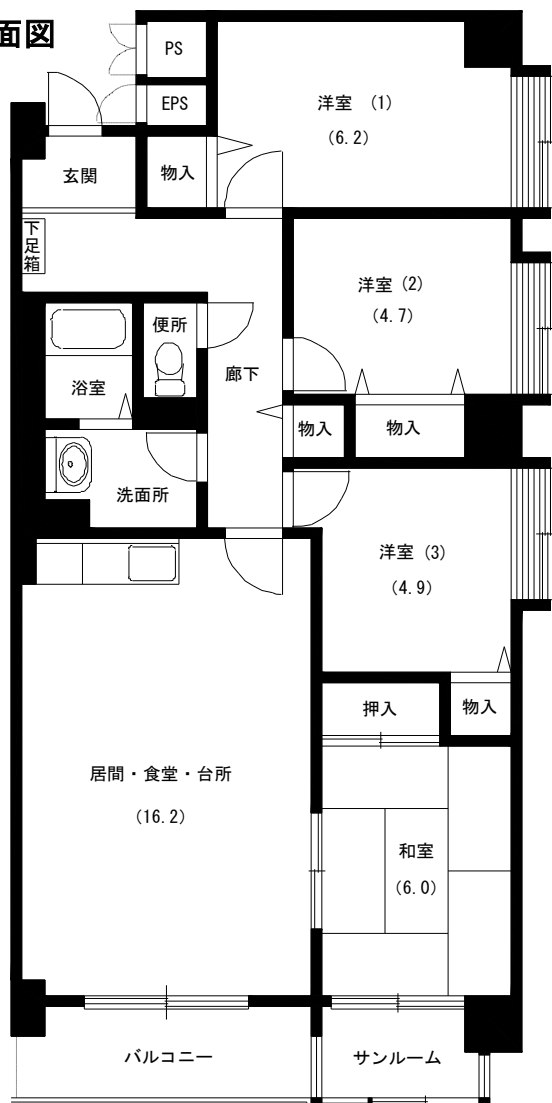 面図
PS
EPS
洋室 (1)
(6.2)
玄関
物入
下足箱
洋室 (2)
(4.7)
便所
廊下
浴室
物入
物入
洗面所
洋室 (3)
(4.9)
押入
物入
居間・食堂・台所
(16.2)
和室
(6.0)
バルコニー
サンルーム